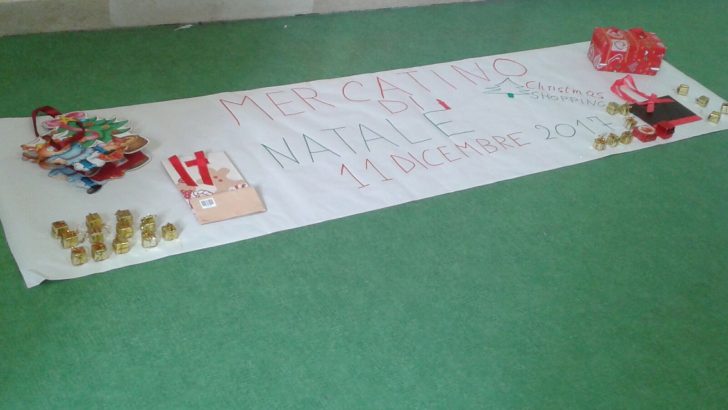 MERCATINO
DI
NATALE
11 DICEMBRE 2017
Christmas
SHOPPING